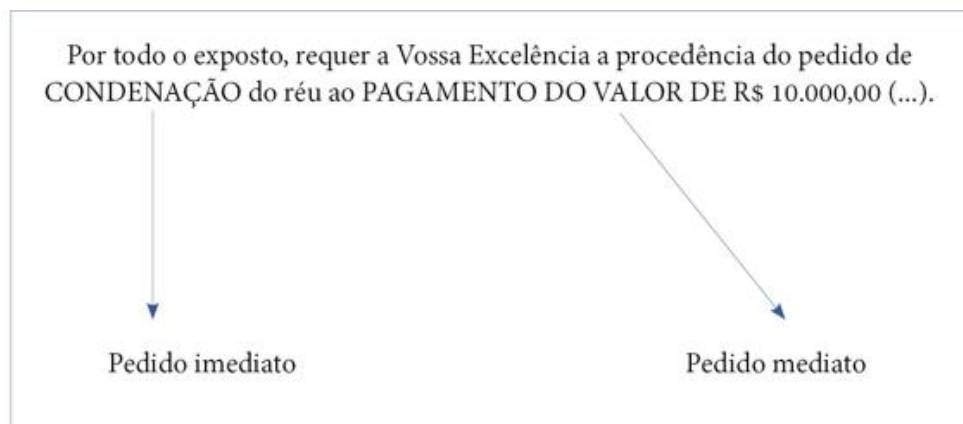 Por todo o exposto, requer a Vossa Excelência a procedência do pedido de
CONDENAÇÃO do réu ao PAGAMENTO DO VALOR DE R$ 10.000,00 (...).
Pedido imediato
Pedido mediato